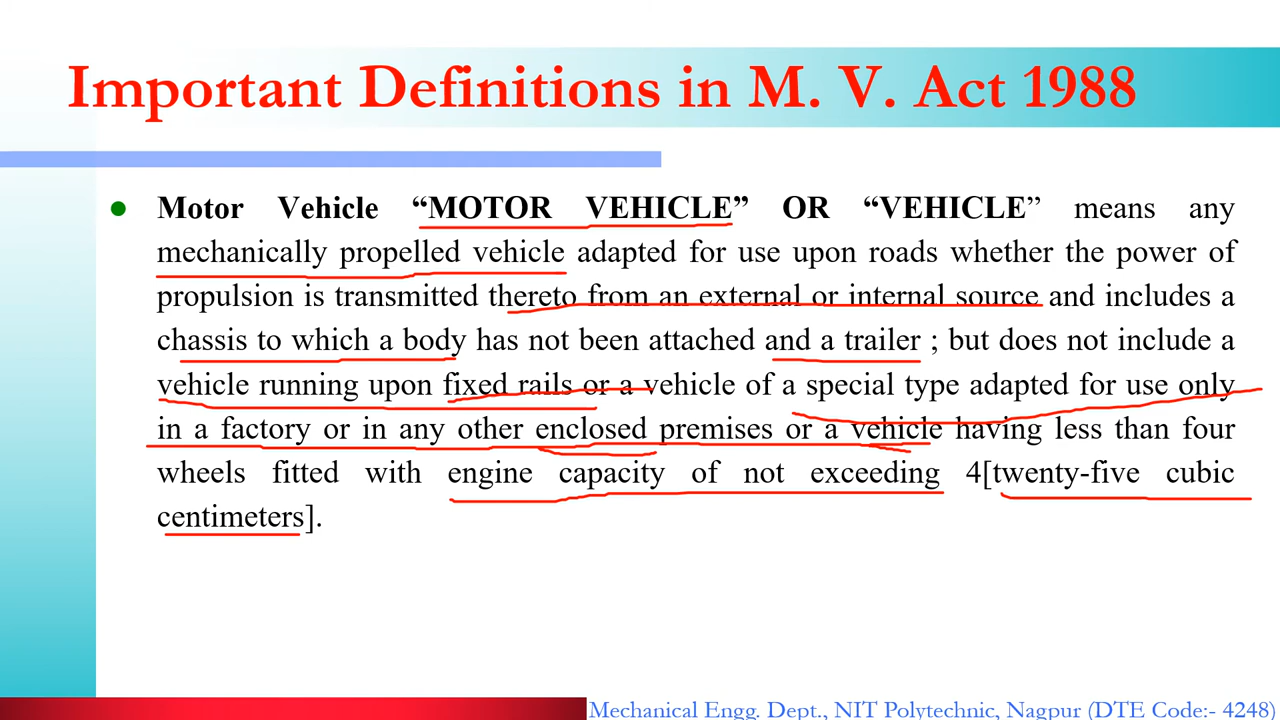 Important Definitions in M. V. Act 1988
● Motor Vehicle “MOTOR VEHICLE” OR “VEHICLE” means any
mechanically propelled vehicle adapted for use upon roads whether the power of
propulsion is transmitted thereto from an external or internal source and includes a
chassis to which a body has not been attached and a trailer ; but does not include a
vehicle running upon fixed rails or a vehicle of a special type adapted for use only
in a factory or in any other enclosed premises or a vehicle having less than four
wheels fitted with engine capacity of not exceeding 4[twenty-five cubic
centimeters].
Mechanical Engg. Dept., NIT Polytechnic, Nagpur (DTE Code:- 4248)